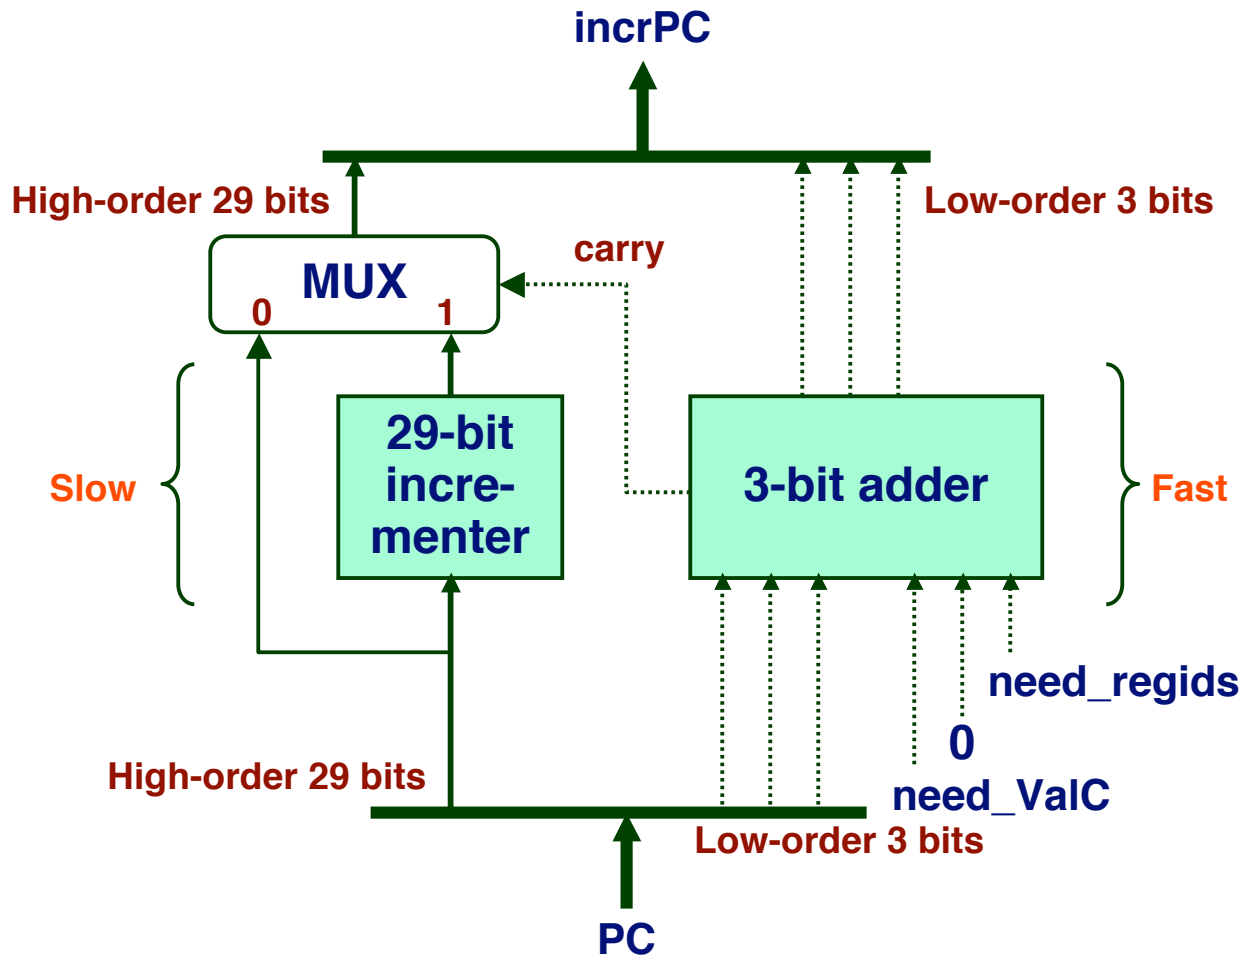 incrPC
High-order 29 bits
Low-order 3 bits
carry
MUX
0
1
29-bit
incre-
menter
3-bit adder
Slow
Fast
need_regids
0
need_ValC
High-order 29 bits
Low-order 3 bits
PC